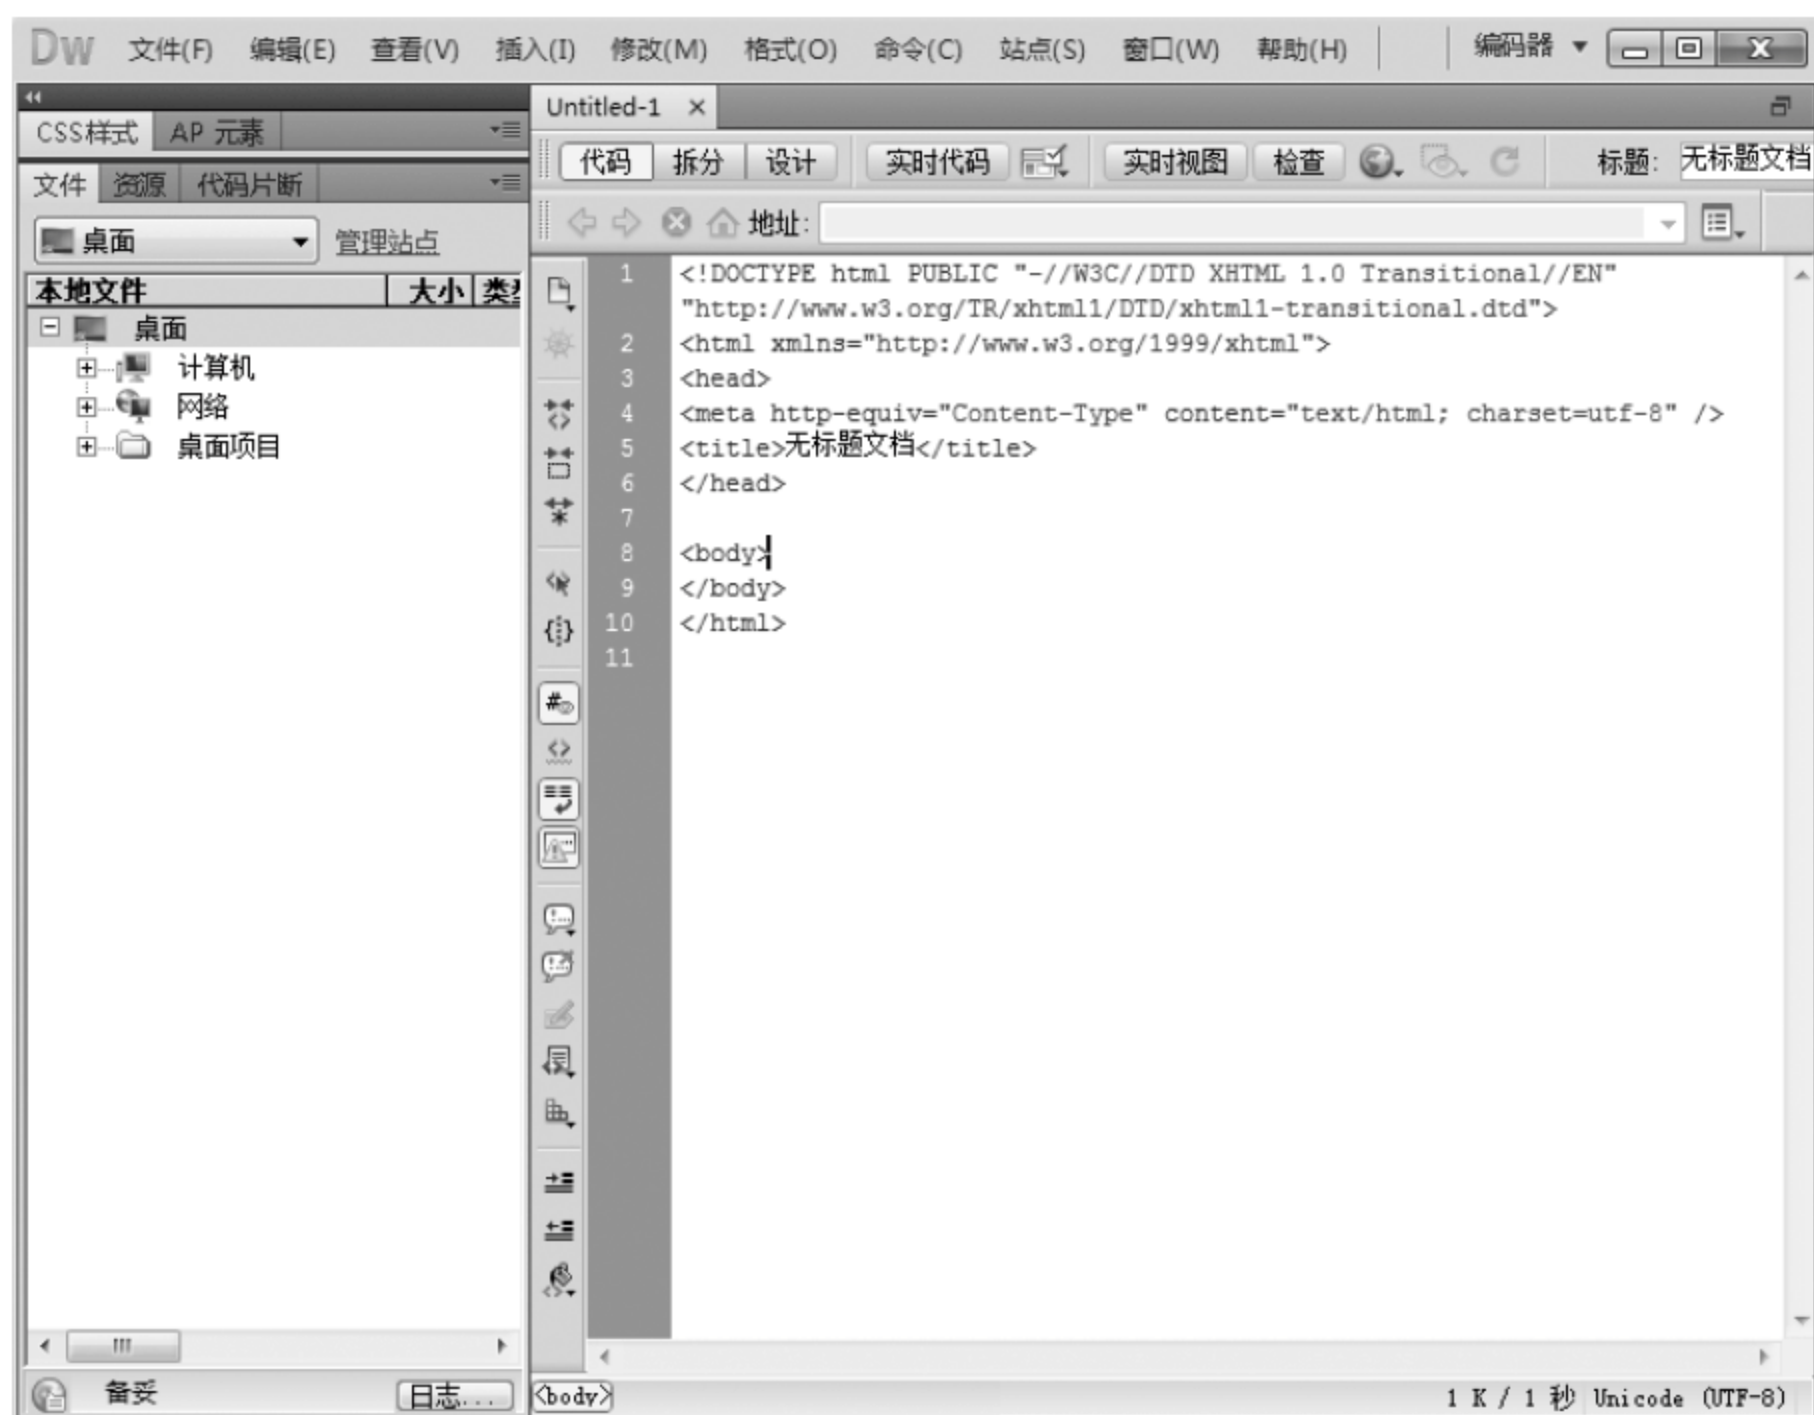 Dw 文件(F) 编辑(E) 查看(V) 插入(I) 修改(M) 格式(O) 命令(C) 站点(S) 窗口(W) 帮助(H) 编码器
CSS样式 AP 元素
文件 资源 代码片断
桌面 管理站点
本地文件 大小 类型
桌面
计算机
网络
桌面项目
备妥 日志...
Untitled-1
代码 拆分 设计 实时代码 实时视图 检查 标题: 无标题文档
地址:
1 <!DOCTYPE html PUBLIC "-//W3C//DTD XHTML 1.0 Transitional//EN"
"http://www.w3.org/TR/xhtml1/DTD/xhtml1-transitional.dtd">
2 <html xmlns="http://www.w3.org/1999/xhtml">
3 <head>
4 <meta http-equiv="Content-Type" content="text/html; charset=utf-8" />
5 <title>无标题文档</title>
6 </head>
7
8 <body>
9 </body>
10 </html>
11
<body> 1 K / 1 秒 Unicode (UTF-8)